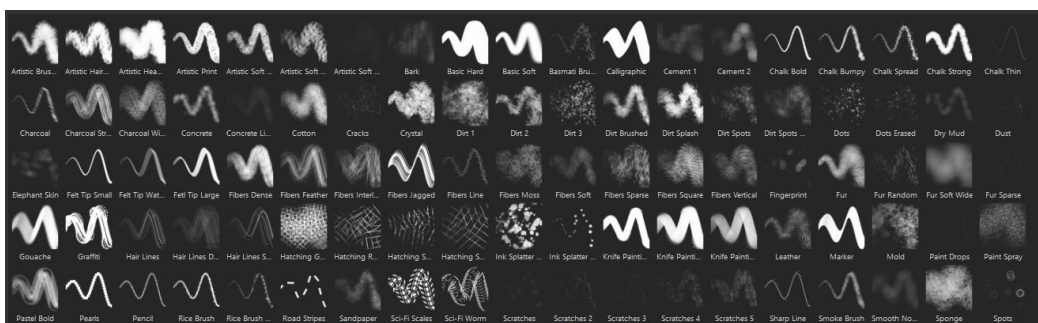 Artistic Brus... Artistic Hair... Artistic Hea... Artistic Print Artistic Soft ... Artistic Soft ... Artistic Soft ... Bark Basic Hard Basic Soft Basmati Bru... Calligraphic Cement 1 Cement 2 Chalk Bold Chalk Bumpy Chalk Spread Chalk Strong Chalk Thin
Charcoal Charcoal Str... Charcoal Wi... Concrete Concrete Li... Cotton Cracks Crystal Dirt 1 Dirt 2 Dirt 3 Dirt Brushed Dirt Splash Dirt Spots Dirt Spots ... Dots Dots Erased Dry Mud Dust
Elephant Skin Felt Tip Small Felt Tip Wat... Fetl Tip Large Fibers Dense Fibers Feather Fibers Interl... Fibers Jagged Fibers Line Fibers Moss Fibers Soft Fibers Sparse Fibers Square Fibers Vertical Fingerprint Fur Fur Random Fur Soft Wide Fur Sparse
Gouache Graffiti Hair Lines Hair Lines D... Hair Lines S... Hatching G... Hatching R... Hatching S... Hatching S... Ink Splatter ... Ink Splatter ... Knife Painti... Knife Painti... Knife Painti... Leather Marker Mold Paint Drops Paint Spray
Pastel Bold Pearls Pencil Rice Brush Rice Brush ... Road Stripes Sandpaper Sci-Fi Scales Sci-Fi Worm Scratches Scratches 2 Scratches 3 Scratches 4 Scratches 5 Sharp Line Smoke Brush Smooth No... Sponge Spots